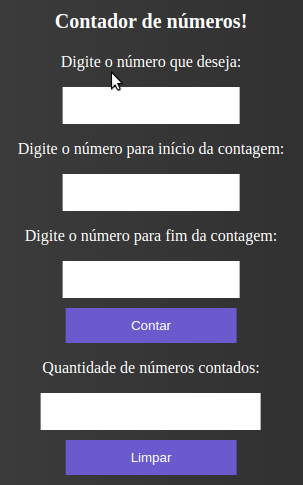 Contador de números!
Digite o número que deseja:
Digite o número para início da contagem:
Digite o número para fim da contagem:
Contar
Quantidade de números contados:
Limpar